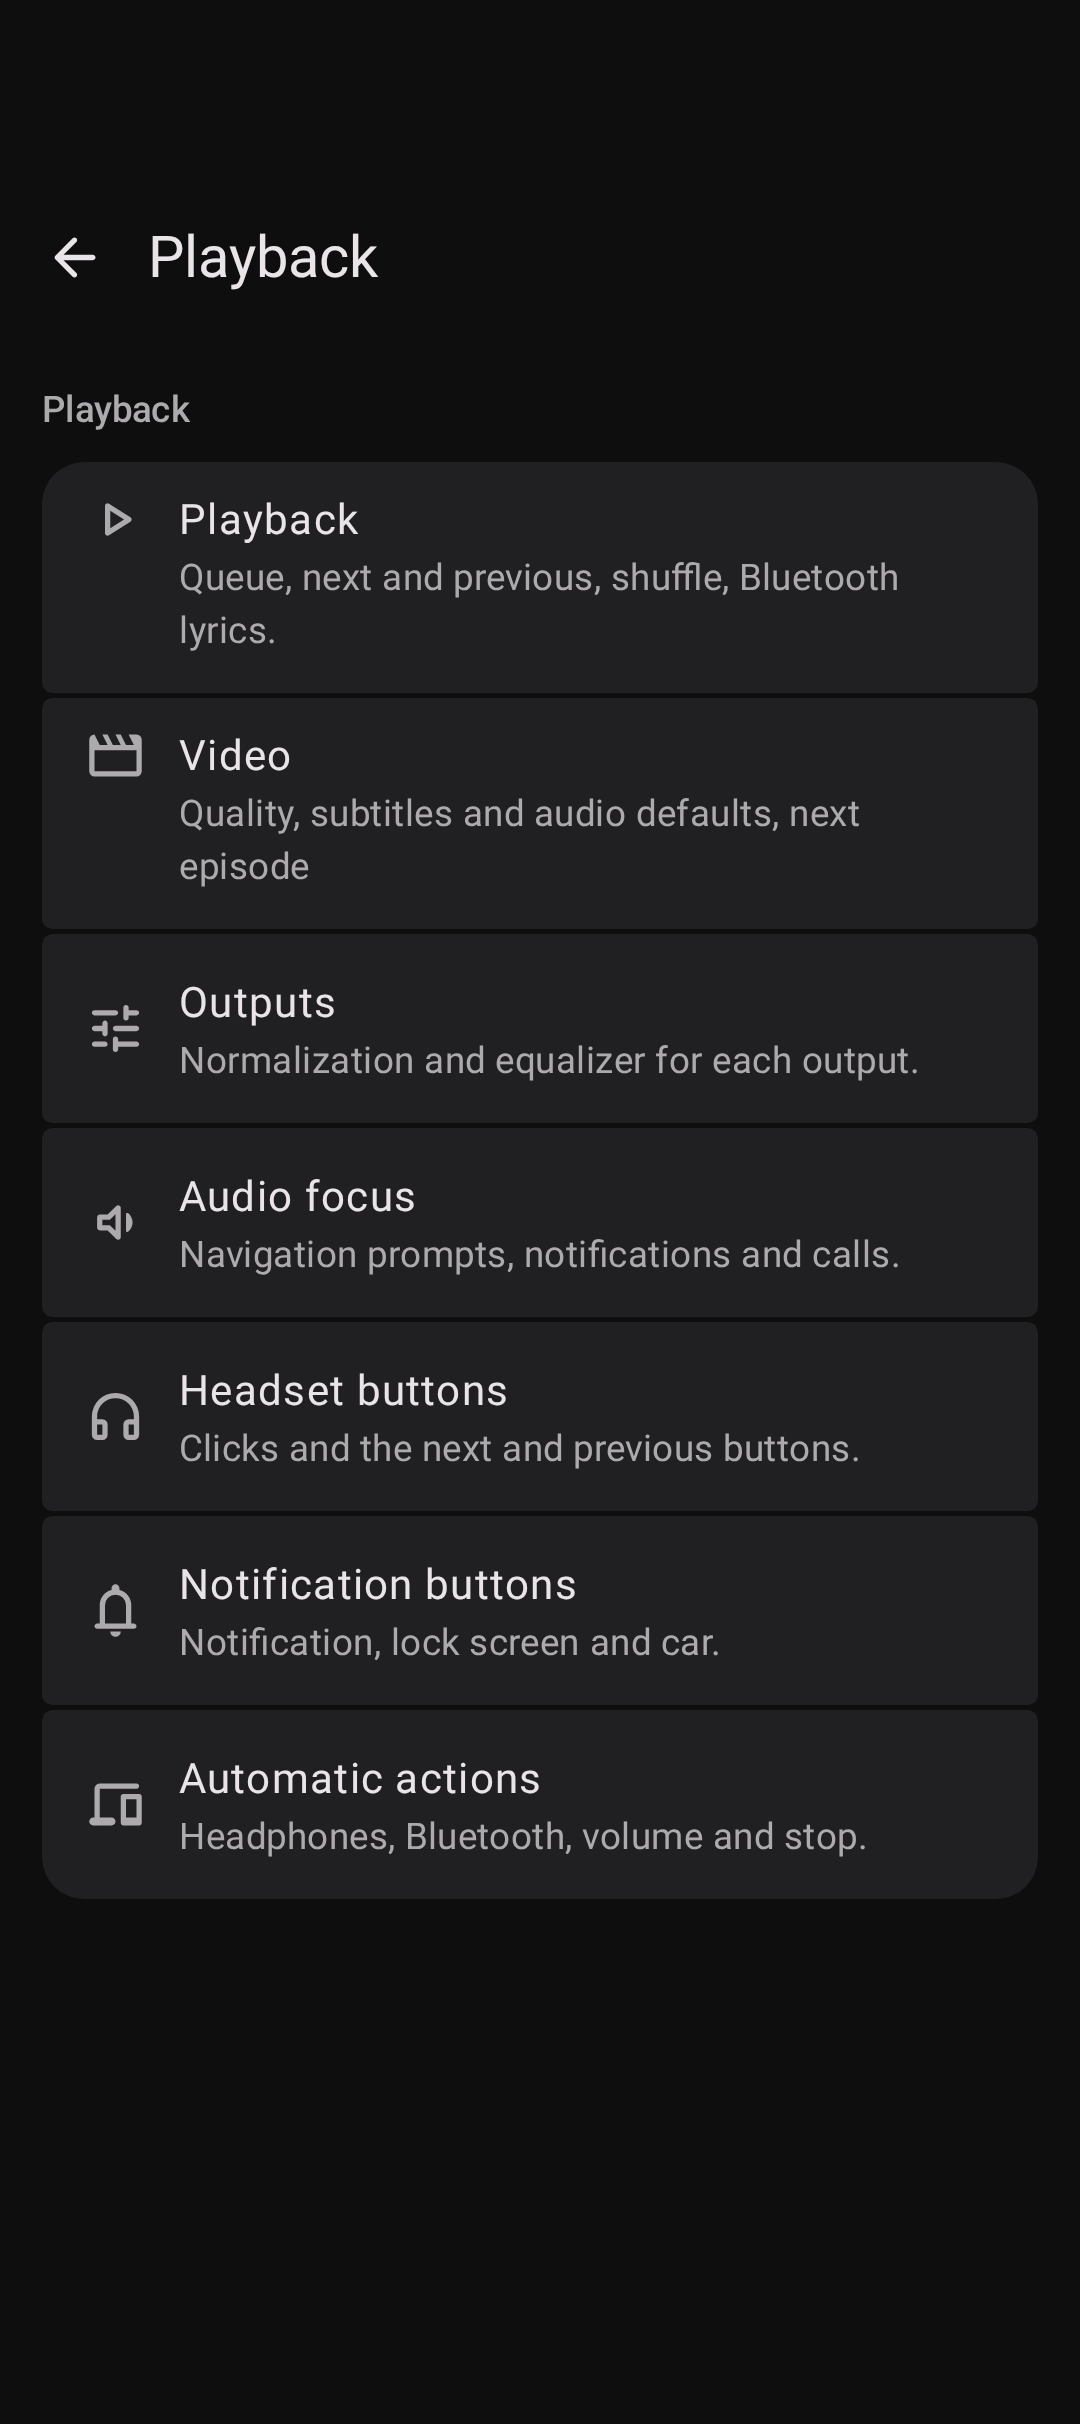 Playback
Playback
Playback
Queue, next and previous, shuffle, Bluetooth
lyrics.
Video
Quality, subtitles and audio defaults, next
episode
Outputs
Normalization and equalizer for each output.
Audio focus
Navigation prompts, notifications and calls.
Headset buttons
Clicks and the next and previous buttons.
Notification buttons
Notification, lock screen and car.
Automatic actions
Headphones, Bluetooth, volume and stop.